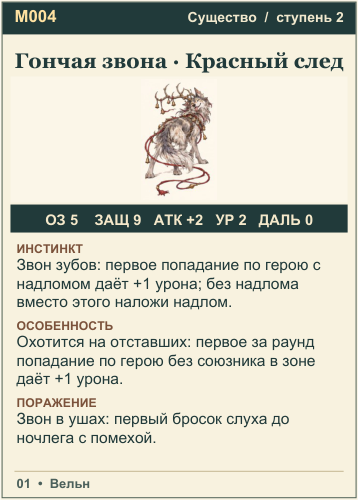 M004
Существо / ступень 2
Гончая звона · Красный след
ОЗ 5 ЗАЩ 9 АТК +2 УР 2 ДАЛЬ 0
ИНСТИНКТ
Звон зубов: первое попадание по герою с
надломом даёт +1 урона; без надлома
вместо этого наложи надлом.
ОСОБЕННОСТЬ
Охотится на отставших: первое за раунд
попадание по герою без союзника в зоне
даёт +1 урона.
ПОРАЖЕНИЕ
Звон в ушах: первый бросок слуха до
ночлега с помехой.
01 • Вельн